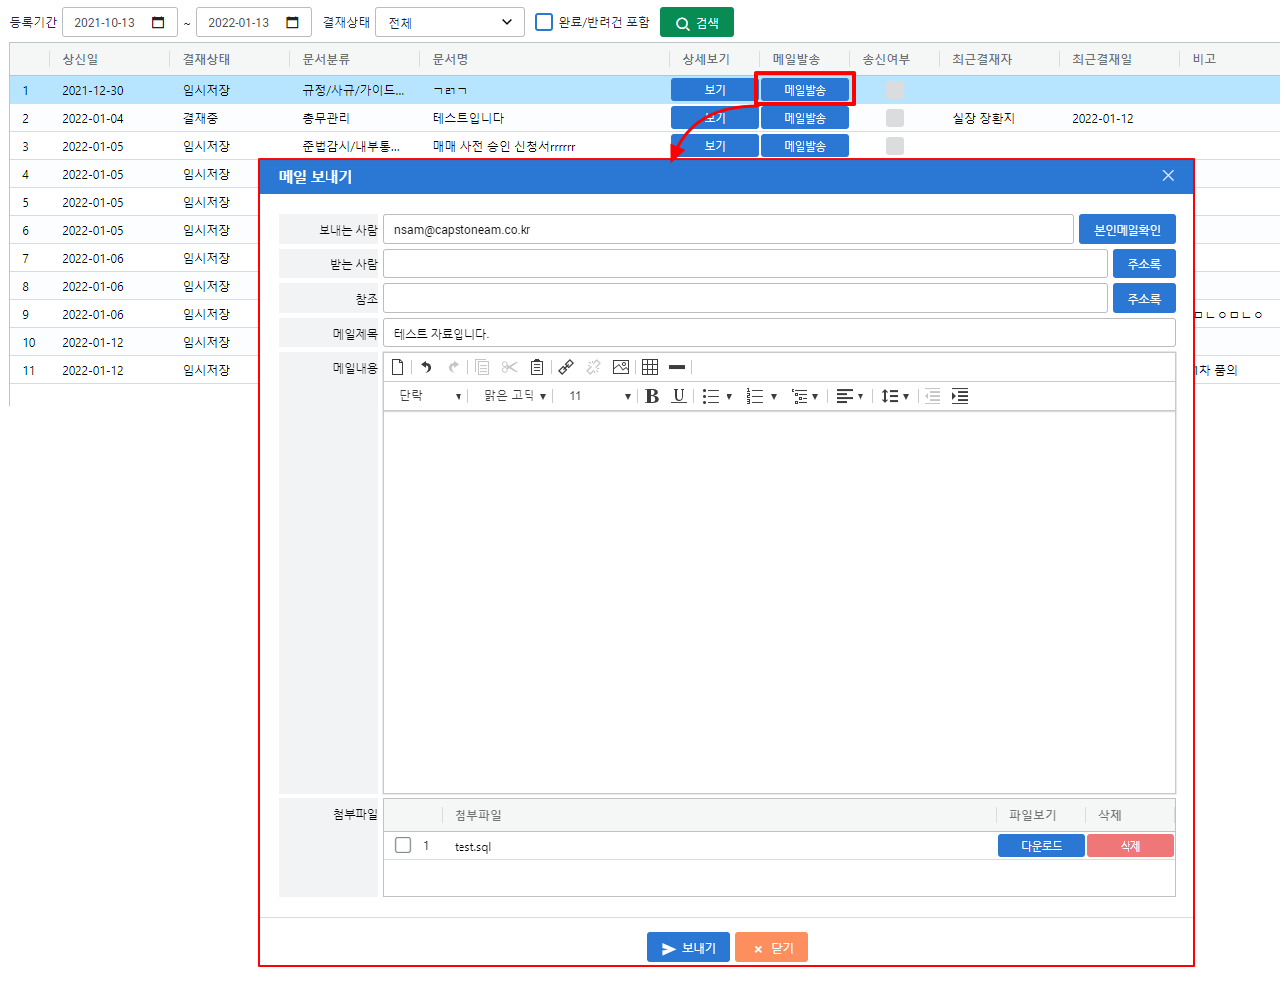 등록기간 2021-10-13 ~ 2022-01-13 결재상태 전체 완료/반려건 포함 검색
상신일 결재상태 문서분류 문서명 상세보기 메일발송 송신여부 최근결재자 최근결재일 비고
1 2021-12-30 임시저장 규정/사규/가이드... 보기 메일발송
2 2022-01-04 결재중 총무관리 테스트입니다 보기 메일발송 실장 장환지 2022-01-12
3 2022-01-05 임시저장 준법감시/내부통... 매매 사전 승인 신청서rrrrrr 보기 메일발송
4 2022-01-05 임시저장
5 2022-01-05 임시저장
6 2022-01-05 임시저장
7 2022-01-06 임시저장
8 2022-01-06 임시저장
9 2022-01-06 임시저장 ㅁㄴㅇㅁㄴㅇ
10 2022-01-12 임시저장
11 2022-01-12 임시저장 1차 품의
메일 보내기
보내는 사람 nsam@capstoneam.co.kr 본인메일확인
받는 사람 주소록
참조 주소록
메일제목 테스트 자료입니다.
메일내용
단락 맑은 고딕 11 B U
첨부파일 첨부파일 파일보기 삭제
1 test.sql 다운로드 삭제
보내기 × 닫기